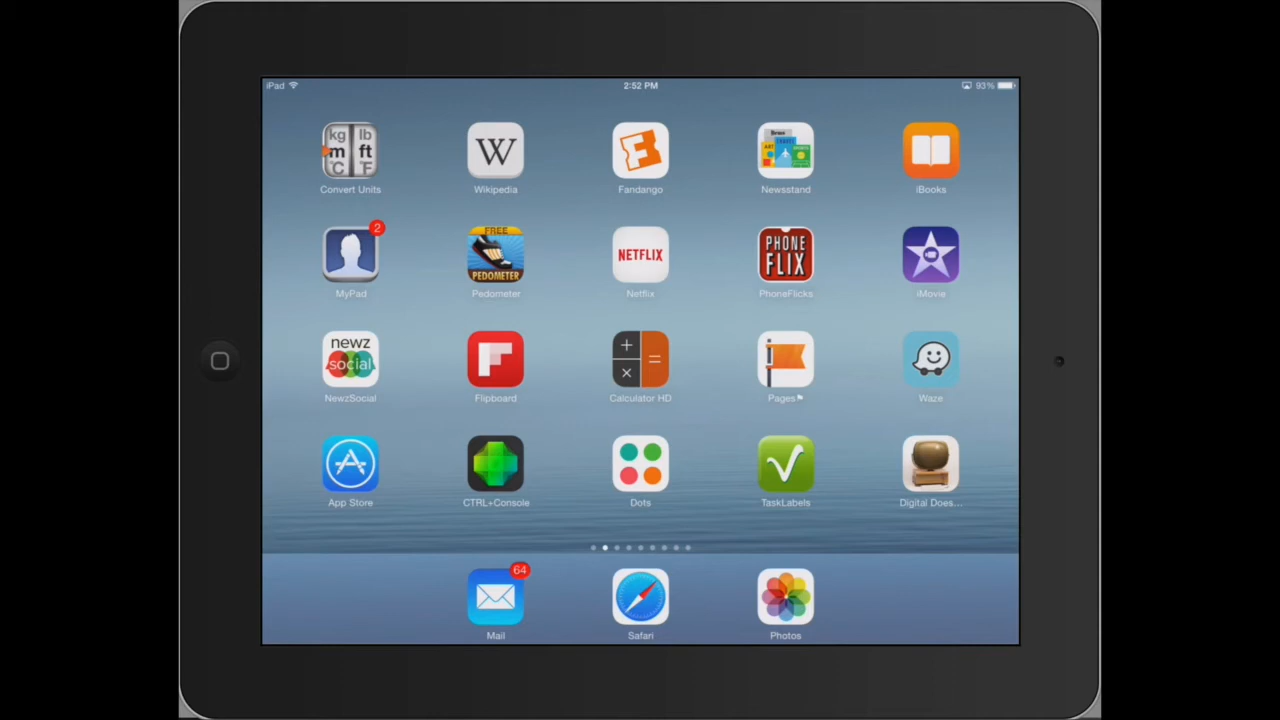 iPad 2:52 PM 93%
kg lb
m ft
°C °F
Convert Units
W
Wikipedia
F
Fandango
News
Newsstand
iBooks
2
MyPad
FREE
PEDOMETER
Pedometer
NETFLIX
Netflix
PHONE
FLIX
PhoneFlicks
iMovie
newz
social
NewzSocial
Flipboard
+
×
=
Calculator HD
Pages⚑
Waze
App Store
CTRL+Console
Dots
TaskLabels
Digital Does...
64
Mail
Safari
Photos